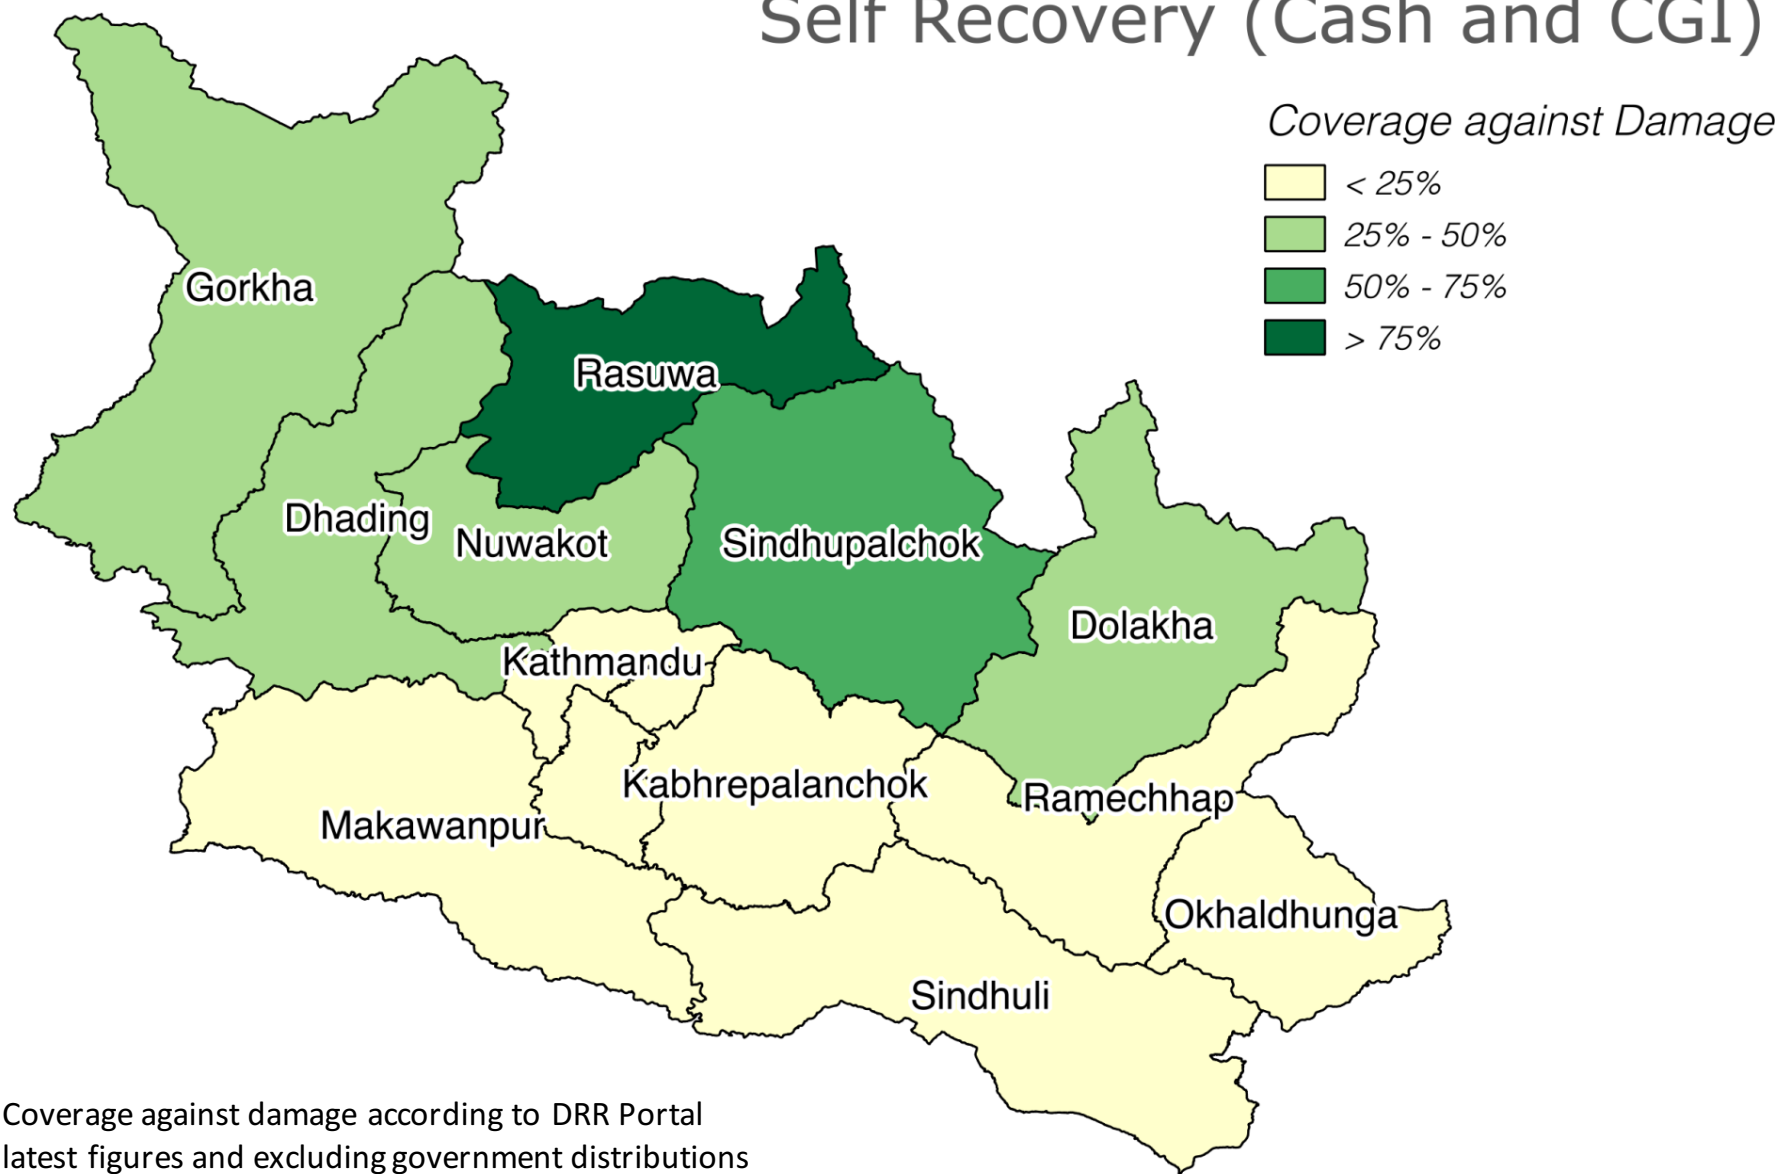 Self Recovery (Cash and CGI)
Coverage against Damage
< 25%
25% - 50%
50% - 75%
> 75%
Gorkha
Rasuwa
Dhading
Nuwakot
Sindhupalchok
Dolakha
Kathmandu
Kabhrepalanchok
Ramechhap
Makawanpur
Okhaldhunga
Sindhuli
Coverage against damage according to DRR Portal
latest figures and excluding government distributions